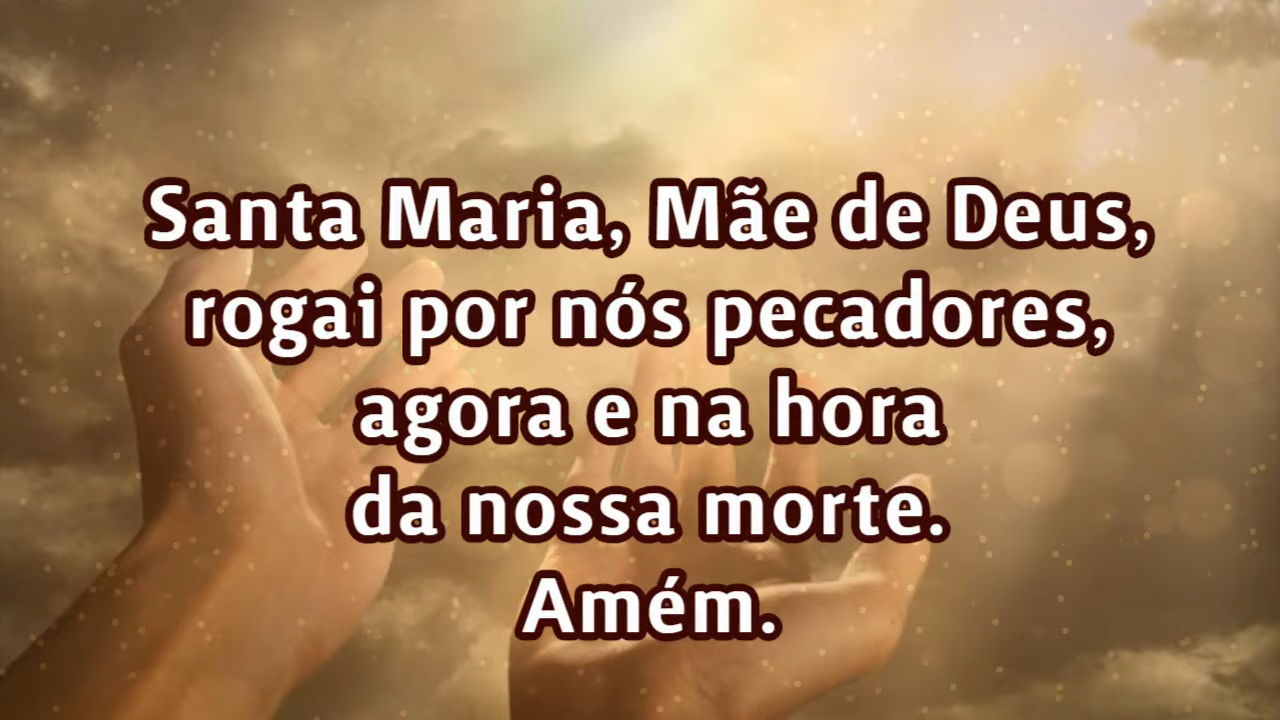 Santa Maria, Mãe de Deus,
rogai por nós pecadores,
agora e na hora
da nossa morte.
Amém.